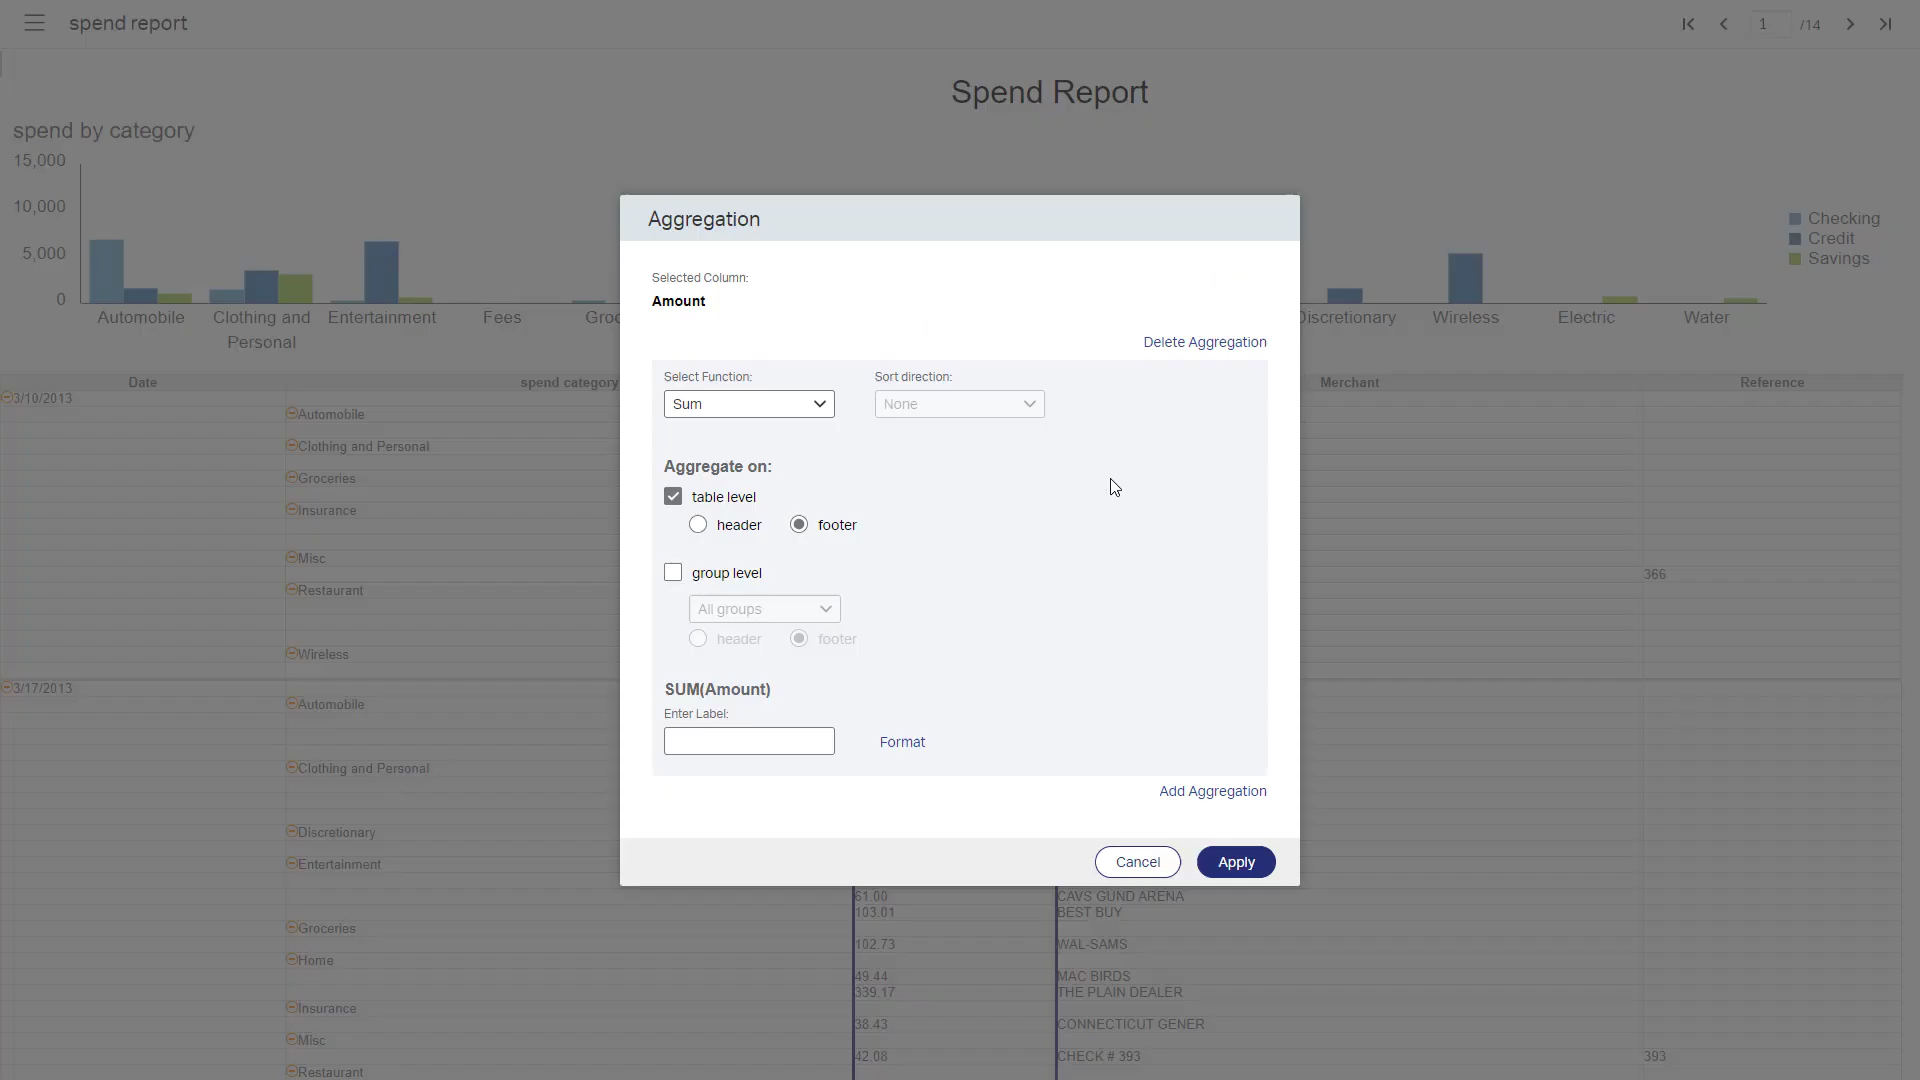 spend report
1 /14
Spend Report
spend by category
15,000
10,000
5,000
0
Automobile Clothing and Personal Entertainment Fees Discretionary Wireless Electric Water
Checking
Credit
Savings
Date spend category Merchant Reference
3/10/2013
Automobile
Clothing and Personal
Groceries
Insurance
Misc
366
Restaurant
Wireless
3/17/2013
Automobile
Clothing and Personal
Discretionary
Entertainment
61.00 CAVS GUND ARENA
103.01 BEST BUY
Groceries
102.73 WAL-SAMS
Home
49.44 MAC BIRDS
339.17 THE PLAIN DEALER
Insurance
38.43 CONNECTICUT GENER
Misc
42.08 CHECK # 393 393
Restaurant
Aggregation
Selected Column:
Amount
Delete Aggregation
Select Function: Sort direction:
Sum None
Aggregate on:
table level
header footer
group level
All groups
header footer
SUM(Amount)
Enter Label:
Format
Add Aggregation
Cancel Apply